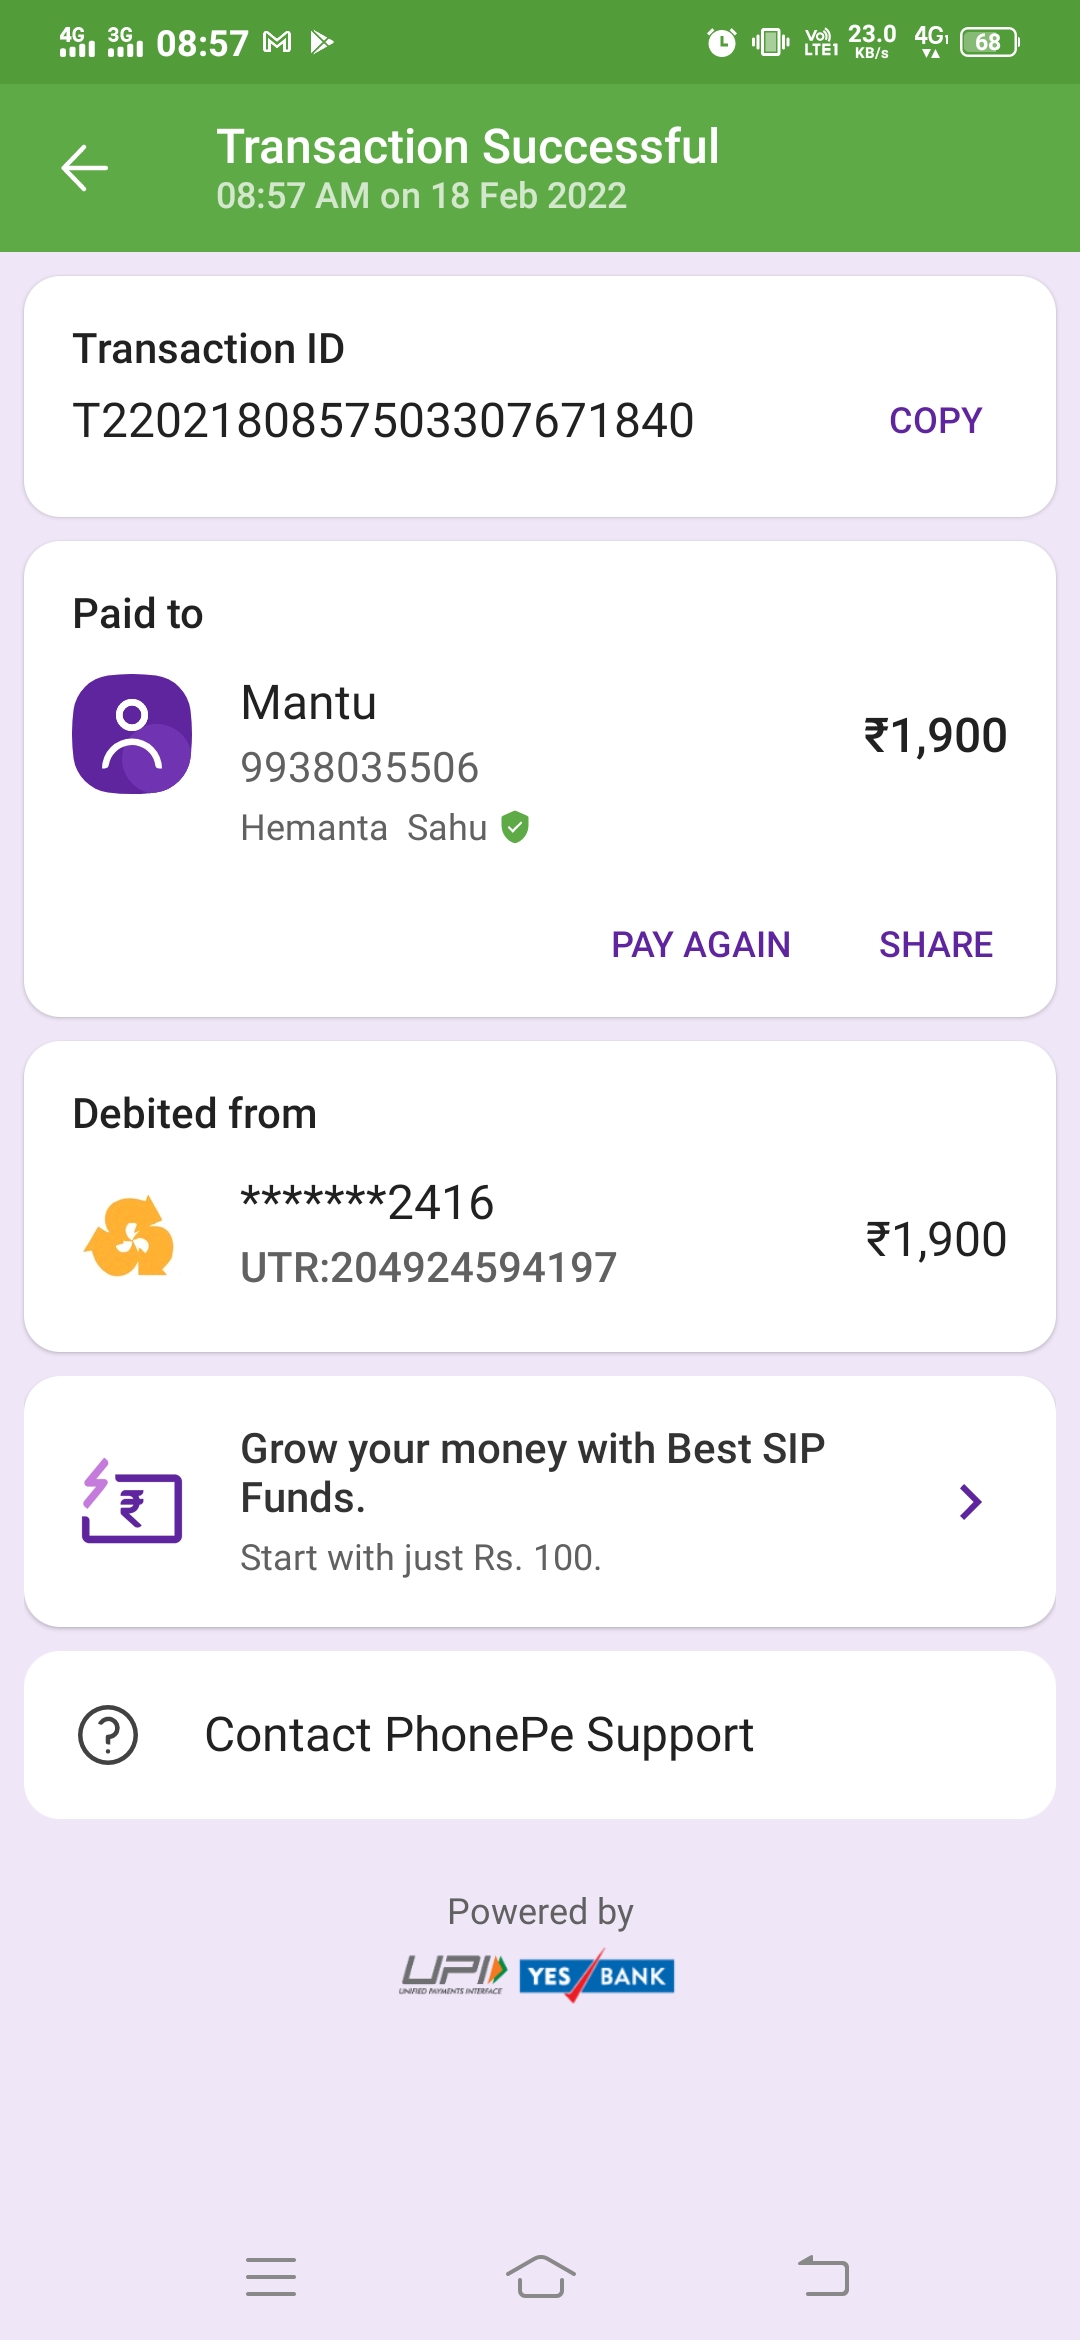 4G 3G 08:57 Vo) LTE1 23.0 KB/s 4G1 68
Transaction Successful
08:57 AM on 18 Feb 2022
Transaction ID
T2202180857503307671840 COPY
Paid to
Mantu
9938035506
₹1,900
Hemanta  Sahu
PAY AGAIN SHARE
Debited from
*******2416
UTR:204924594197
₹1,900
Grow your money with Best SIP
Funds.
Start with just Rs. 100.
Contact PhonePe Support
Powered by
UPI YES BANK
UNIFIED PAYMENTS INTERFACE